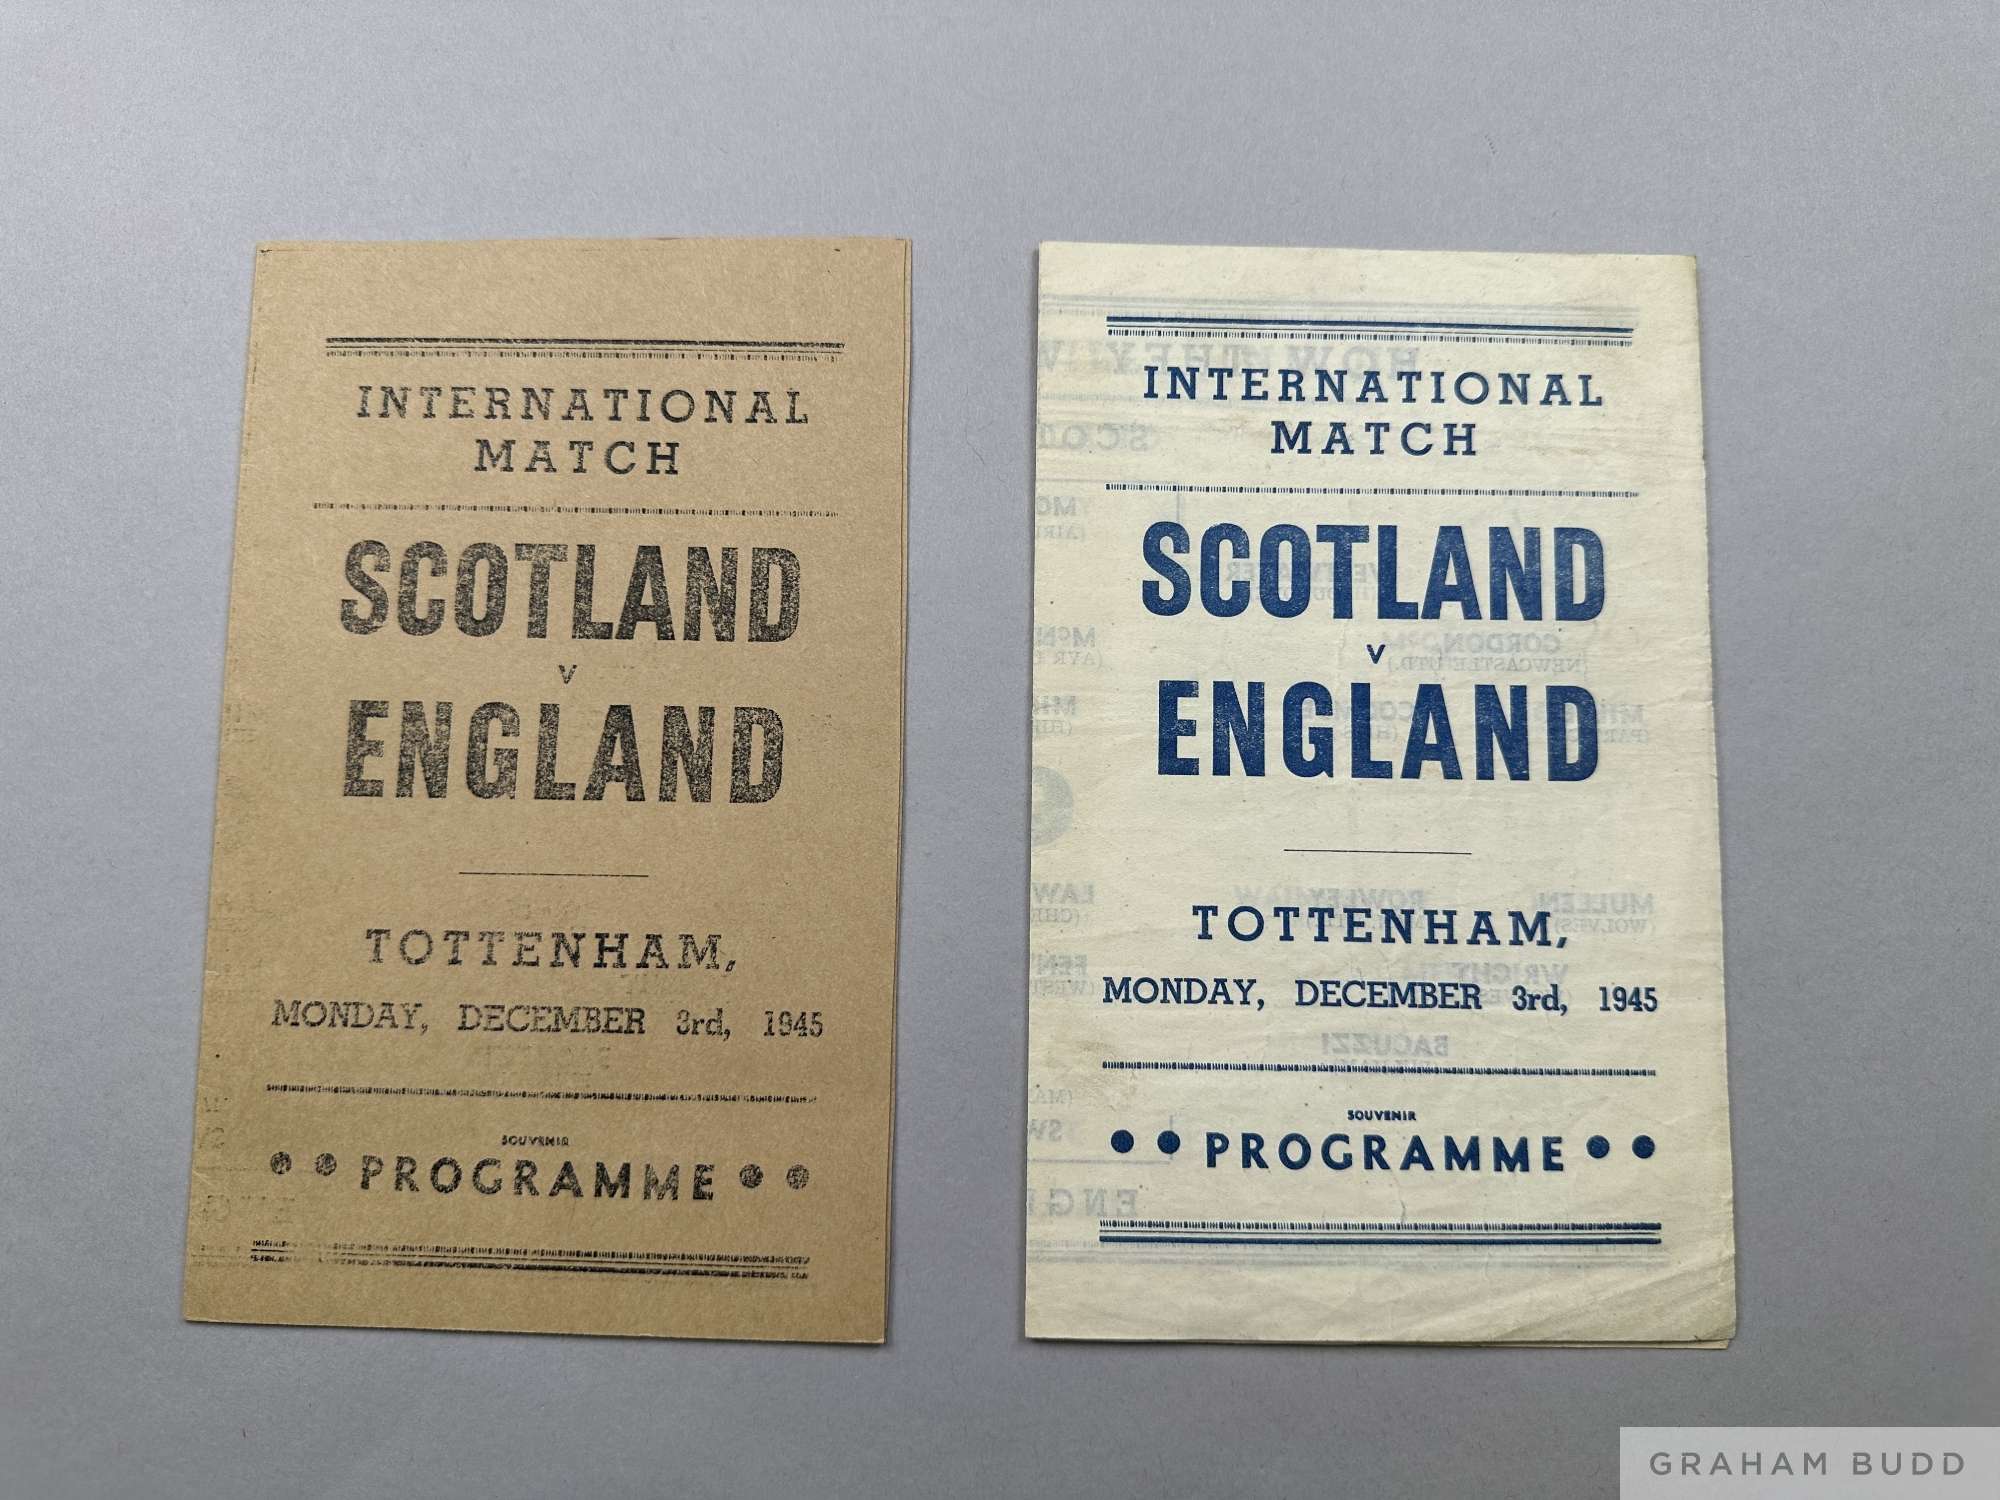 INTERNATIONAL
MATCH
SCOTLAND
v
ENGLAND
TOTTENHAM,
MONDAY, DECEMBER 3rd, 1945
SOUVENIR
PROGRAMME
INTERNATIONAL
MATCH
SCOTLAND
v
ENGLAND
TOTTENHAM,
MONDAY, DECEMBER 3rd, 1945
SOUVENIR
PROGRAMME
GRAHAM BUDD